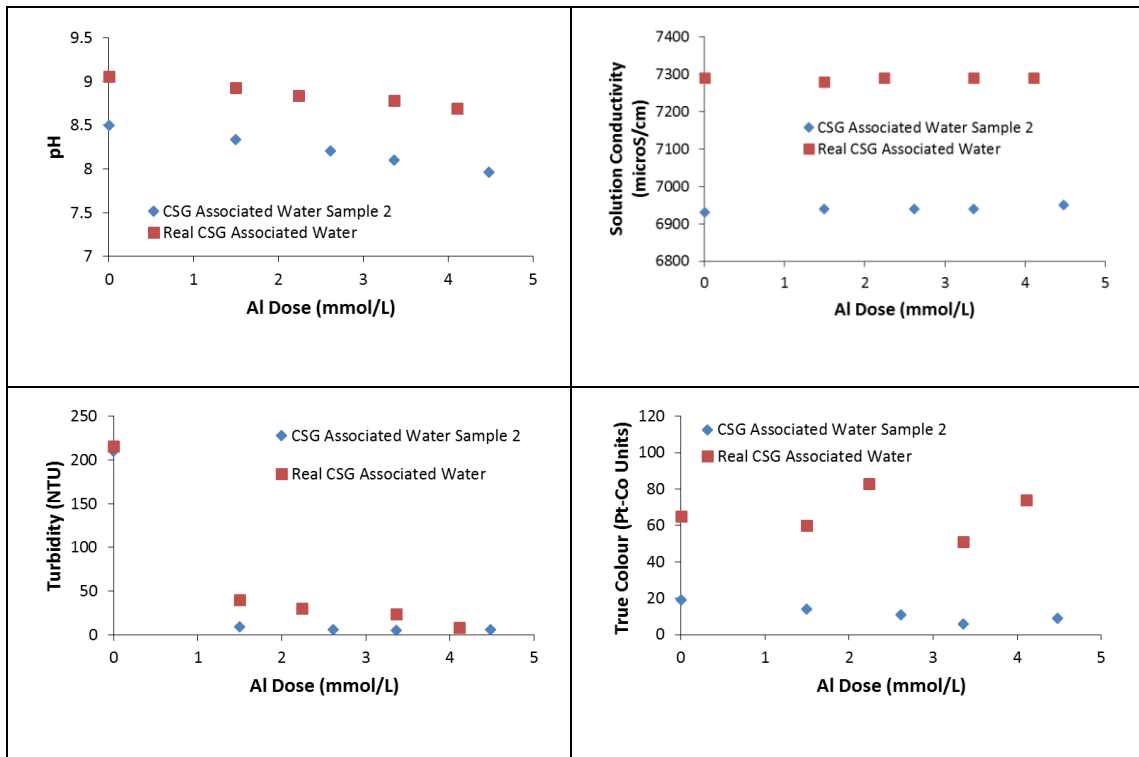 9.5
9
8.5
8
7.5
7
pH
CSG Associated Water Sample 2
Real CSG Associated Water
0 1 2 3 4 5
Al Dose (mmol/L)
7400
7300
7200
7100
7000
6900
6800
Solution Conductivity
(microS/cm)
CSG Associated Water Sample 2
Real CSG Associated Water
0 1 2 3 4 5
Al Dose (mmol/L)
250
200
150
100
50
0
Turbidity (NTU)
CSG Associated Water Sample 2
Real CSG Associated Water
0 1 2 3 4 5
Al Dose (mmol/L)
120
100
80
60
40
20
0
True Colour (Pt-Co Units)
CSG Associated Water Sample 2
Real CSG Associated Water
0 1 2 3 4 5
Al Dose (mmol/L)